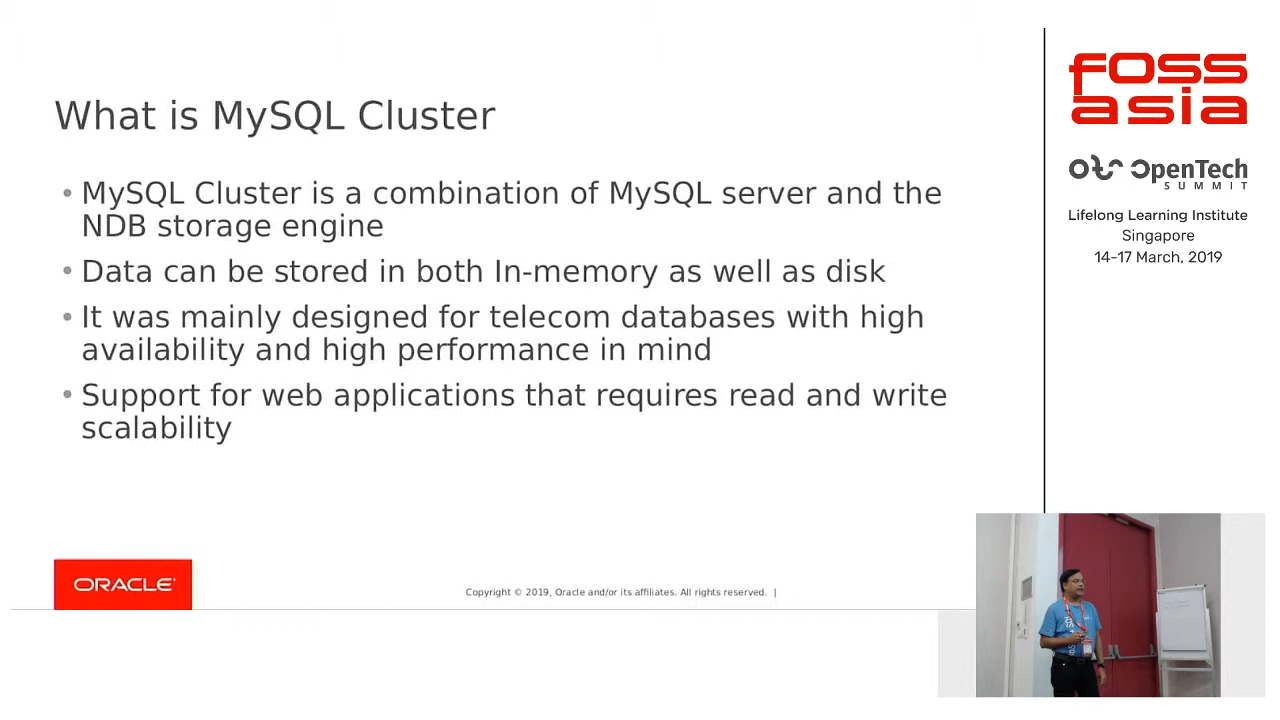 What is MySQL Cluster
• MySQL Cluster is a combination of MySQL server and the
NDB storage engine
• Data can be stored in both In-memory as well as disk
• It was mainly designed for telecom databases with high
availability and high performance in mind
• Support for web applications that requires read and write
scalability
ORACLE®
Copyright © 2019, Oracle and/or its affiliates. All rights reserved. |
FOSS
asia
OpenTech
SUMMIT
Lifelong Learning Institute
Singapore
14-17 March, 2019